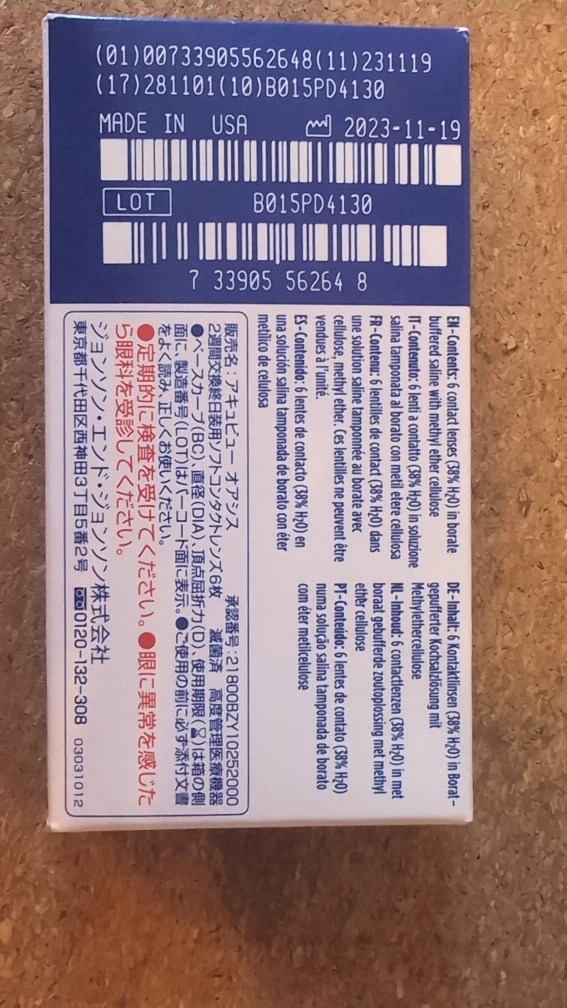 (01)00733905562648(11)231119
(17)281101(10)B015PD4130
MADE IN USA 2023-11-19
LOT B015PD4130
7 33905 56264 8
EN-Contents: 6 contact lenses (38% H₂O) in borate
buffered saline with methyl ether cellulose
IT-Contenuto: 6 lenti a contatto (38% H₂O) in soluzione
salina tamponata al borato con metil etere cellulosa
FR-Contenu: 6 lentilles de contact (38% H₂O) dans
une solution saline tamponnée au borate avec
cellulose, methyl ether. Ces lentilles ne peuvent être
vendues à l'unité.
ES-Contenido: 6 lentes de contacto (38% H₂O) en
una solución salina tamponada de borato con éter
metílico de celulosa
DE-Inhalt: 6 Kontaktlinsen (38% H₂O) in Borat-
gepufferter Kochsalzlösung mit
Methylethercellulose
NL-Inhoud: 6 contactlenzen (38% H₂O) in met
boraat gebufferde zoutoplossing met methyl
ether cellulose
PT-Conteúdo: 6 lentes de contato (38% H₂O)
numa solução salina tamponada de borato
com éter metilcelulose
販売名:アキュビュー オアシス 承認番号:21800BZY10252000
2週間交換終日装用ソフトコンタクトレンズ6枚 滅菌済 高度管理医療機器
●ベースカーブ(BC)、直径(DIA)、頂点屈折力(D)、使用期限(⌛)は箱の側
面に、製造番号(LOT)はバーコード面に表示。●ご使用の前に必ず添付文書
をよく読み、正しくお使いください。
●定期的に検査を受けてください。●眼に異常を感じた
ら眼科を受診してください。
ジョンソン・エンド・ジョンソン株式会社
東京都千代田区西神田3丁目5番2号 0120-132-308 03031012